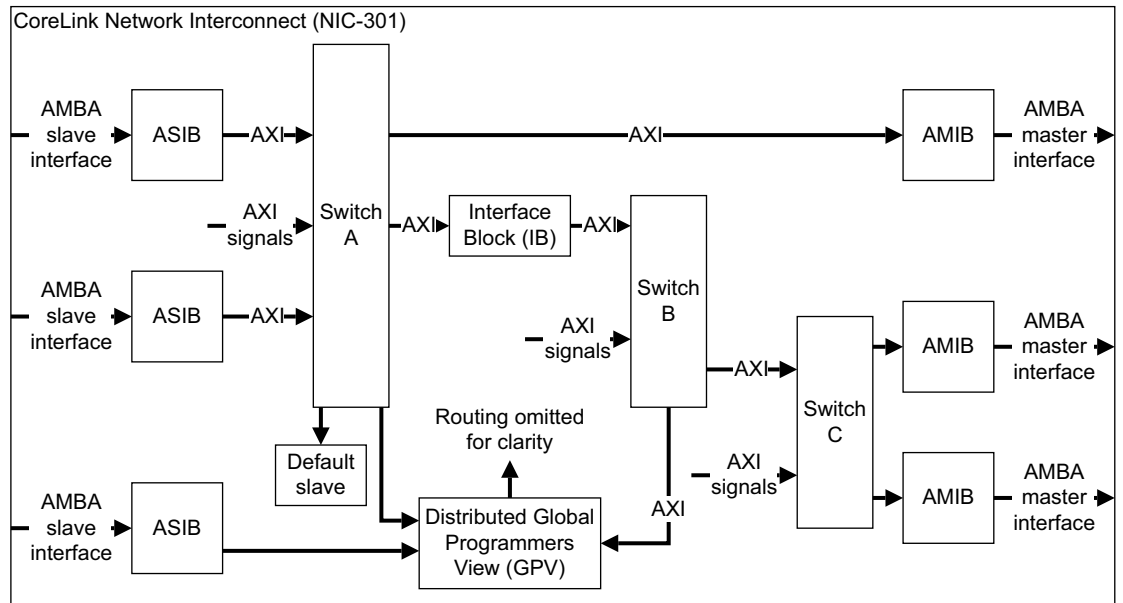 CoreLink Network Interconnect (NIC-301)
AMBA
slave
interface
ASIB
AXI
AXI
signals
Switch
A
AXI
AMIB
AMBA
master
interface
AXI
Interface
Block (IB)
AXI
AMBA
slave
interface
ASIB
AXI
AXI
signals
Switch
B
AXI
AXI
signals
Switch
C
AMIB
AMBA
master
interface
AMIB
AMBA
master
interface
Default
slave
Routing omitted
for clarity
AMBA
slave
interface
ASIB
Distributed Global
Programmers
View (GPV)
AXI